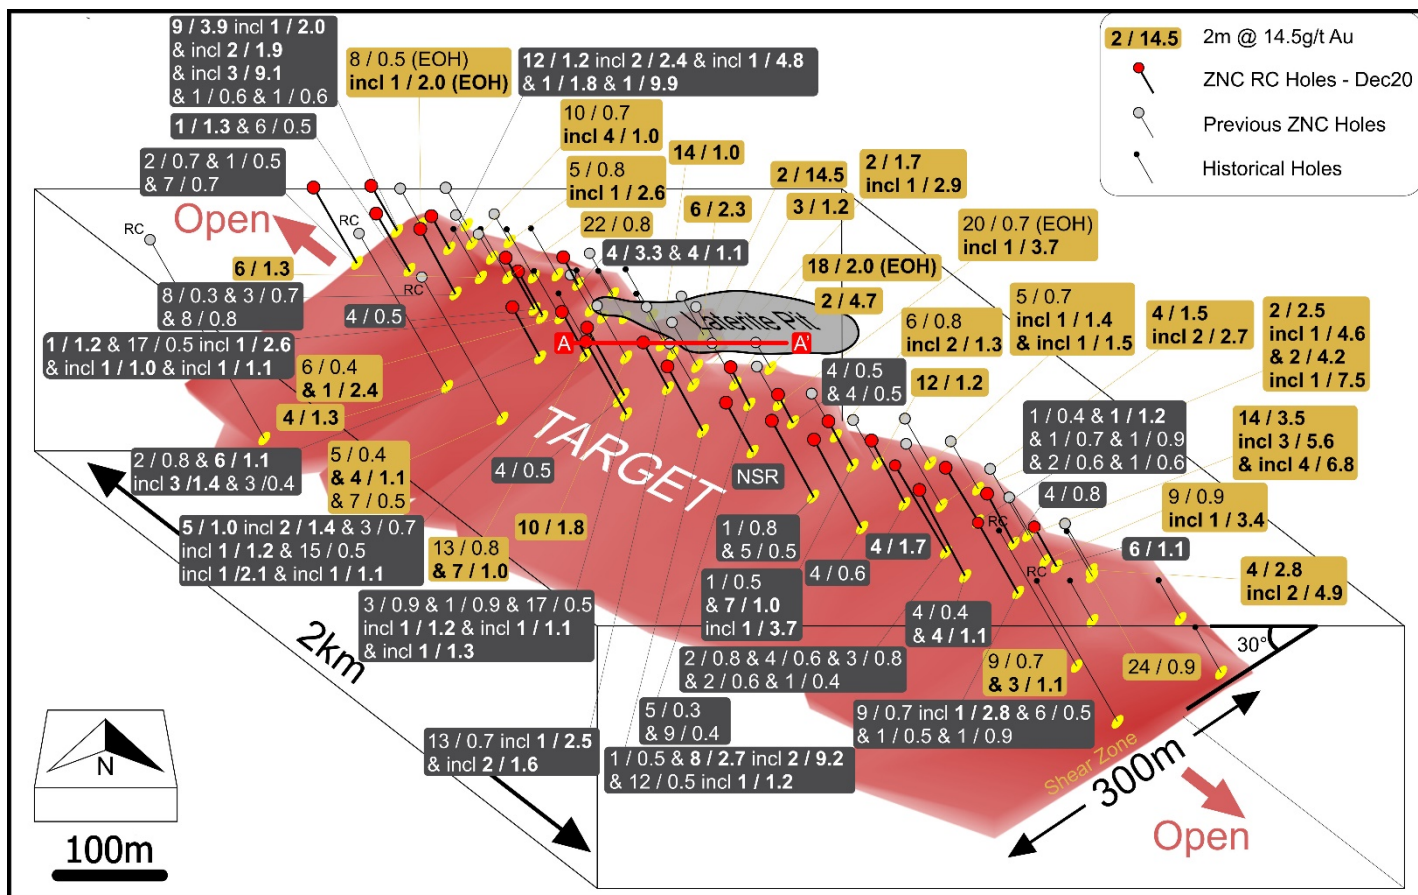 9 / 3.9 incl 1 / 2.0
& incl 2 / 1.9
& incl 3 / 9.1
& 1 / 0.6 & 1 / 0.6
8 / 0.5 (EOH)
incl 1 / 2.0 (EOH)
12 / 1.2 incl 2 / 2.4 & incl 1 / 4.8
& 1 / 1.8 & 1 / 9.9
2 / 14.5
2m @ 14.5g/t Au
ZNC RC Holes - Dec20
Previous ZNC Holes
Historical Holes
1 / 1.3 & 6 / 0.5
10 / 0.7
incl 4 / 1.0
14 / 1.0
2 / 0.7 & 1 / 0.5
& 7 / 0.7
5 / 0.8
incl 1 / 2.6
2 / 14.5
2 / 1.7
incl 1 / 2.9
6 / 2.3
3 / 1.2
22 / 0.8
20 / 0.7 (EOH)
incl 1 / 3.7
RC
RC
Open
4 / 3.3 & 4 / 1.1
6 / 1.3
RC
18 / 2.0 (EOH)
2 / 4.7
8 / 0.3 & 3 / 0.7
& 8 / 0.8
4 / 0.5
Vaterite Pit
A
A'
6 / 0.8
incl 2 / 1.3
5 / 0.7
incl 1 / 1.4
& incl 1 / 1.5
4 / 1.5
incl 2 / 2.7
2 / 2.5
incl 1 / 4.6
& 2 / 4.2
incl 1 / 7.5
1 / 1.2 & 17 / 0.5 incl 1 / 2.6
& incl 1 / 1.0 & incl 1 / 1.1
6 / 0.4
& 1 / 2.4
4 / 0.5
& 4 / 0.5
12 / 1.2
4 / 1.3
1 / 0.4 & 1 / 1.2
& 1 / 0.7 & 1 / 0.9
& 2 / 0.6 & 1 / 0.6
14 / 3.5
incl 3 / 5.6
& incl 4 / 6.8
TARGET
2 / 0.8 & 6 / 1.1
incl 3 /1.4 & 3 /0.4
5 / 0.4
& 4 / 1.1
& 7 / 0.5
4 / 0.5
NSR
4 / 0.8
9 / 0.9
incl 1 / 3.4
RC
5 / 1.0 incl 2 / 1.4 & 3 / 0.7
incl 1 / 1.2 & 15 / 0.5
incl 1 /2.1 & incl 1 / 1.1
10 / 1.8
13 / 0.8
& 7 / 1.0
1 / 0.8
& 5 / 0.5
4 / 1.7
6 / 1.1
RC
4 / 0.6
4 / 2.8
incl 2 / 4.9
1 / 0.5
& 7 / 1.0
incl 1 / 3.7
3 / 0.9 & 1 / 0.9 & 17 / 0.5
incl 1 / 1.2 & incl 1 / 1.1
& incl 1 / 1.3
4 / 0.4
& 4 / 1.1
2km
30°
2 / 0.8 & 4 / 0.6 & 3 / 0.8
& 2 / 0.6 & 1 / 0.4
9 / 0.7
& 3 / 1.1
24 / 0.9
5 / 0.3
& 9 / 0.4
9 / 0.7 incl 1 / 2.8 & 6 / 0.5
& 1 / 0.5 & 1 / 0.9
13 / 0.7 incl 1 / 2.5
& incl 2 / 1.6
1 / 0.5 & 8 / 2.7 incl 2 / 9.2
& 12 / 0.5 incl 1 / 1.2
Shear Zone
300m
Open
N
100m